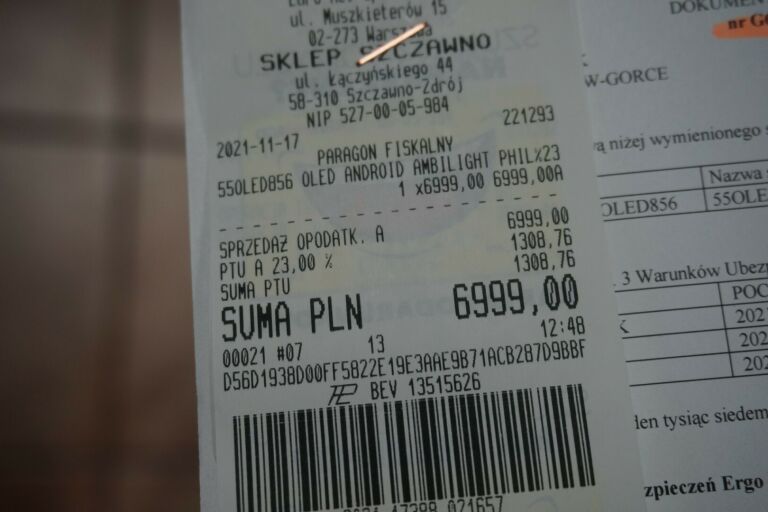 ul. Muszkieterów 15
02-273 Warszawa
SKLEP SZCZAWNO
ul. Łączyńskiego 44
58-310 Szczawno-Zdrój
NIP 527-00-05-984
2021-11-17 221293
PARAGON FISKALNY
55OLED856 OLED ANDROID AMBILIGHT PHIL%23
1 x6999,00 6999,00A
SPRZEDAŻ OPODATK. A 6999,00
PTU A 23,00 % 1308,76
SUMA PTU 1308,76
SUMA PLN 6999,00
00021 #07 13 12:48
D56D1938D00FF5822E19E3AAE9B71ACB287D9BBF
BEV 13515626
DOKUMEN
nr G
W-GORCE
niżej wymienionego s
Nazwa
OLED856 55OLE
3 Warunków Ubezp
POC
202
K 202
202
den tysiąc siedem
zpieczeń Ergo